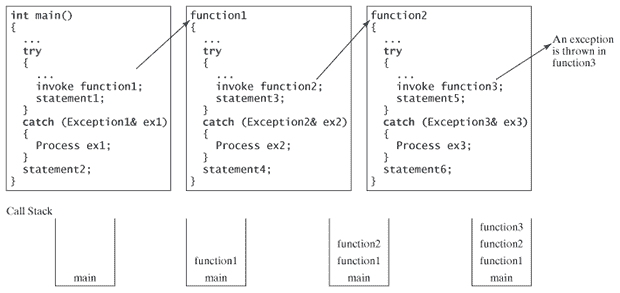 int main()
{
...
try
{
...
invoke function1;
statement1;
}
catch (Exception1& ex1)
{
Process ex1;
}
statement2;
}
function1
{
...
try
{
...
invoke function2;
statement3;
}
catch (Exception2& ex2)
{
Process ex2;
}
statement4;
}
function2
{
...
try
{
...
invoke function3;
statement5;
}
catch (Exception3& ex3)
{
Process ex3;
}
statement6;
}
An exception
is thrown in
function3
Call Stack
main
function1
main
function2
function1
main
function3
function2
function1
main